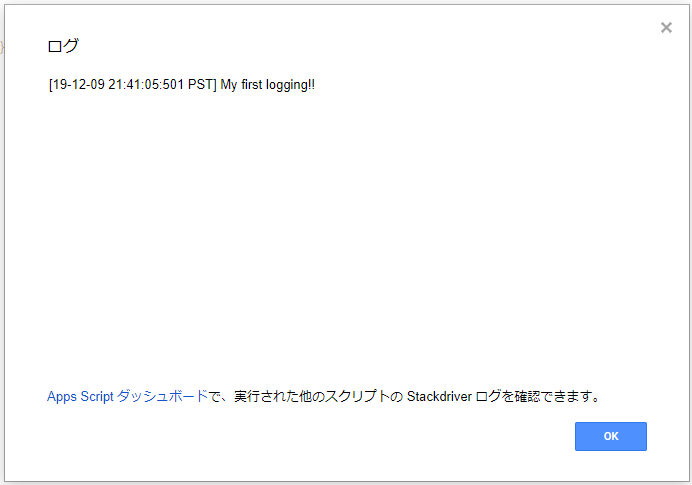 ログ
[19-12-09 21:41:05:501 PST] My first logging!!
Apps Script ダッシュボードで、実行された他のスクリプトの Stackdriver ログを確認できます。
OK